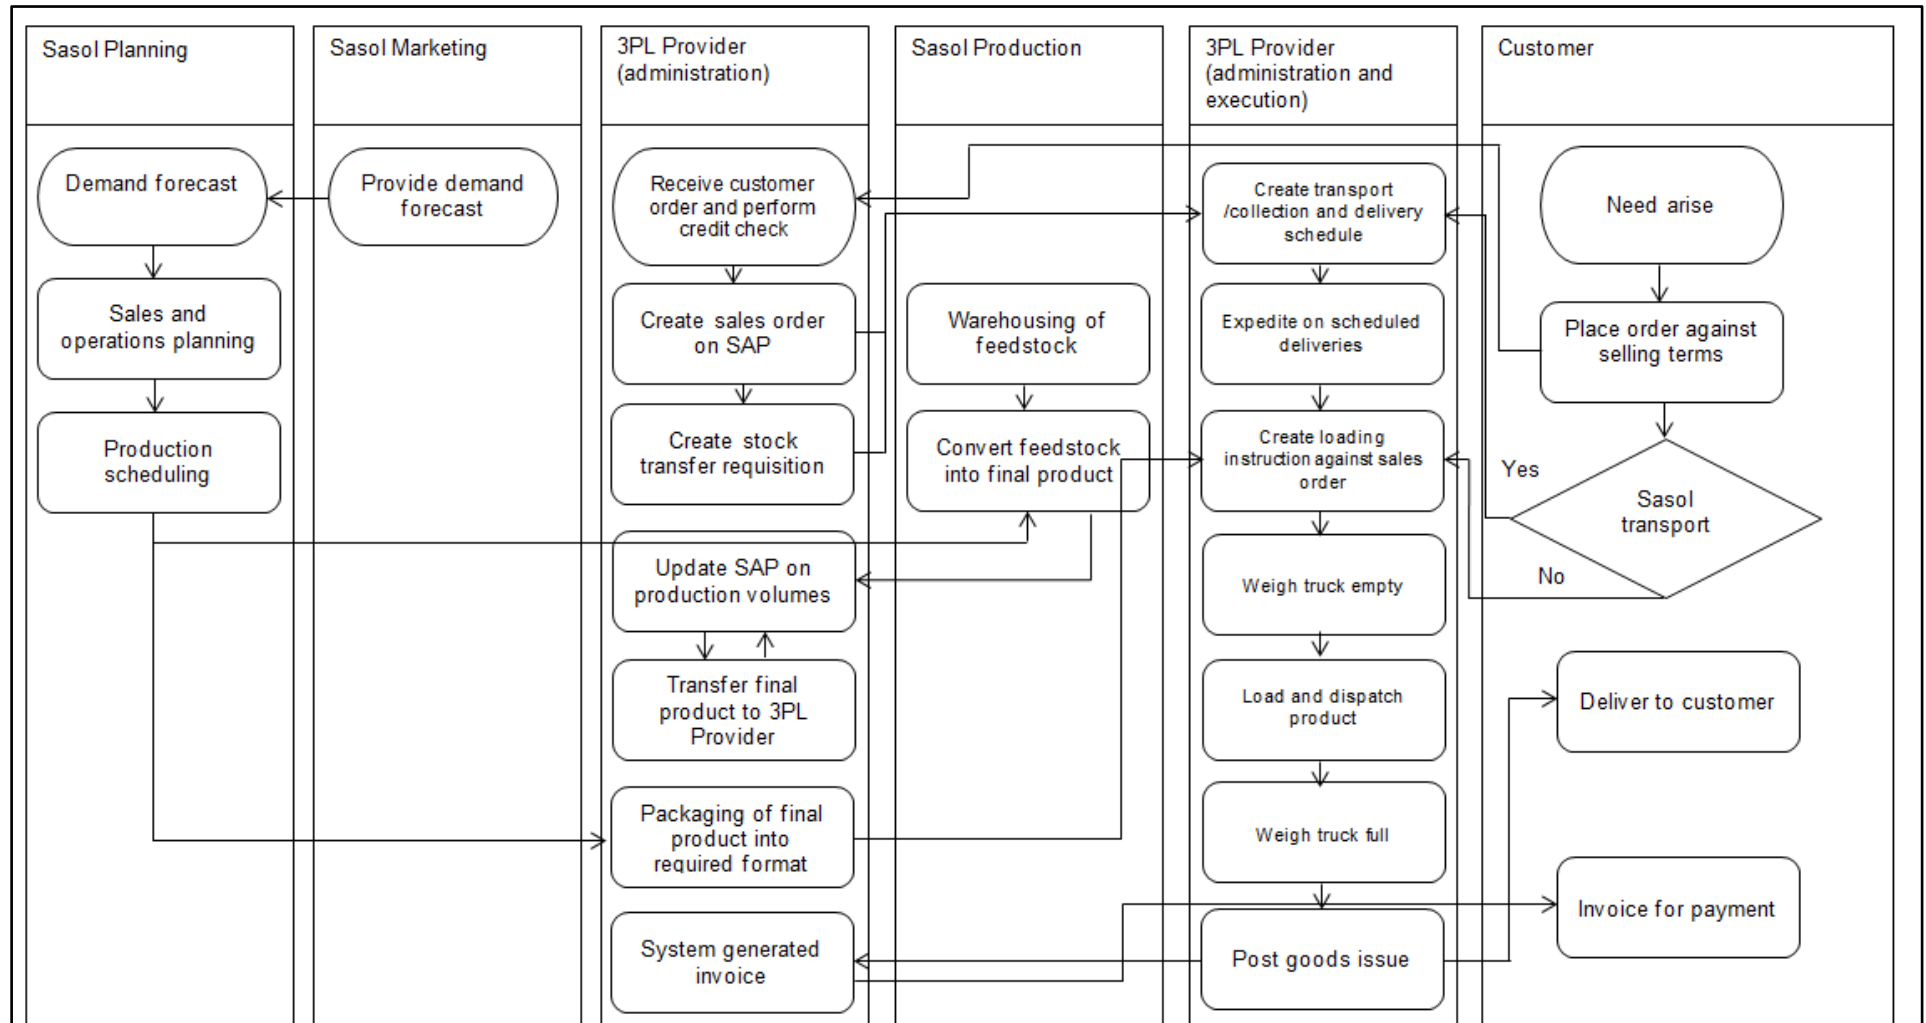 Sasol Planning
Sasol Marketing
3PL Provider
(administration)
Sasol Production
3PL Provider
(administration and
execution)
Customer
Demand forecast
Sales and
operations planning
Production
scheduling
Provide demand
forecast
Receive customer
order and perform
credit check
Create sales order
on SAP
Create stock
transfer requisition
Update SAP on
production volumes
Transfer final
product to 3PL
Provider
Packaging of final
product into
required format
System generated
invoice
Warehousing of
feedstock
Convert feedstock
into final product
Create transport
/collection and delivery
schedule
Expedite on scheduled
deliveries
Create loading
instruction against sales
order
Weigh truck empty
Load and dispatch
product
Weigh truck full
Post goods issue
Need arise
Place order against
selling terms
Yes
Sasol
transport
No
Deliver to customer
Invoice for payment